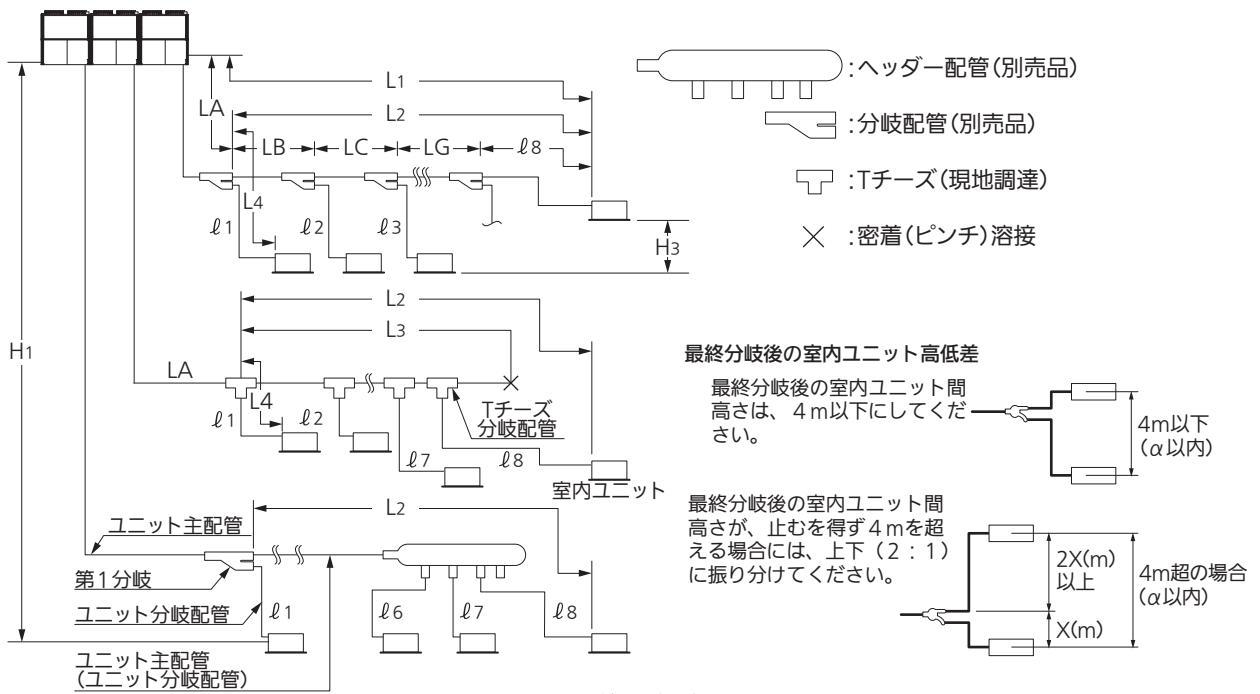 L1
LA
L2
LB
LC
LG
ℓ8
L4
ℓ1
ℓ2
ℓ3
H3
:ヘッダー配管(別売品)
:分岐配管(別売品)
:Tチーズ(現地調達)
:密着(ピンチ)溶接
H1
L2
L3
LA
L4
ℓ1
ℓ2
Tチーズ
分岐配管
ℓ7
ℓ8
室内ユニット
最終分岐後の室内ユニット高低差
最終分岐後の室内ユニット間
高さは、4m以下にしてくだ
さい。
4m以下
(α以内)
最終分岐後の室内ユニット間
高さが、止むを得ず4mを超
える場合には、上下(2:1)
に振り分けてください。
2X(m)
以上
X(m)
4m超の場合
(α以内)
L2
ユニット主配管
第1分岐
ユニット分岐配管
ℓ1
ℓ6
ℓ7
ℓ8
ユニット主配管
(ユニット分岐配管)